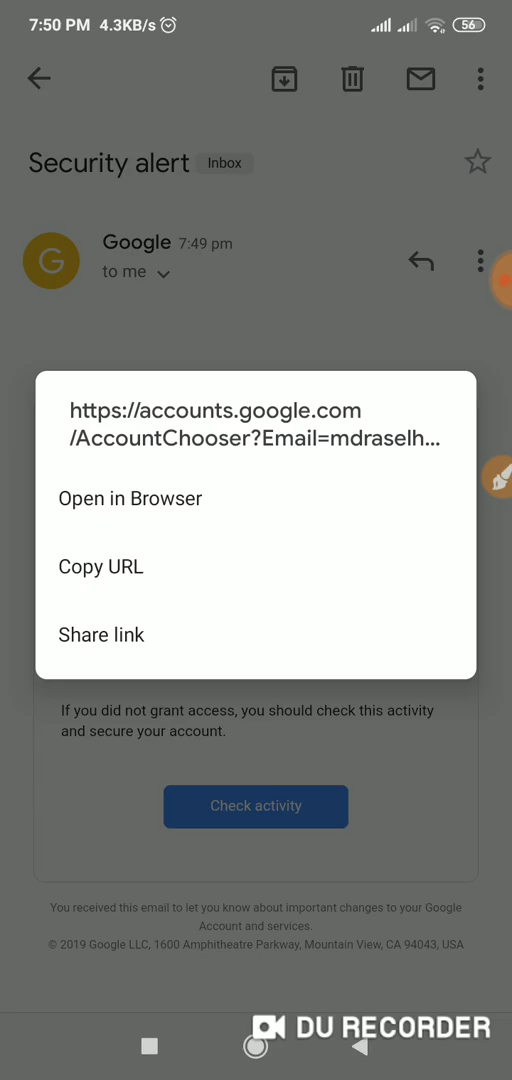 7:50 PM 4.3KB/s 56
Security alert Inbox
G Google 7:49 pm
to me
https://accounts.google.com
/AccountChooser?Email=mdraselh...
Open in Browser
Copy URL
Share link
If you did not grant access, you should check this activity
and secure your account.
Check activity
You received this email to let you know about important changes to your Google
Account and services.
© 2019 Google LLC, 1600 Amphitheatre Parkway, Mountain View, CA 94043, USA
DU RECORDER